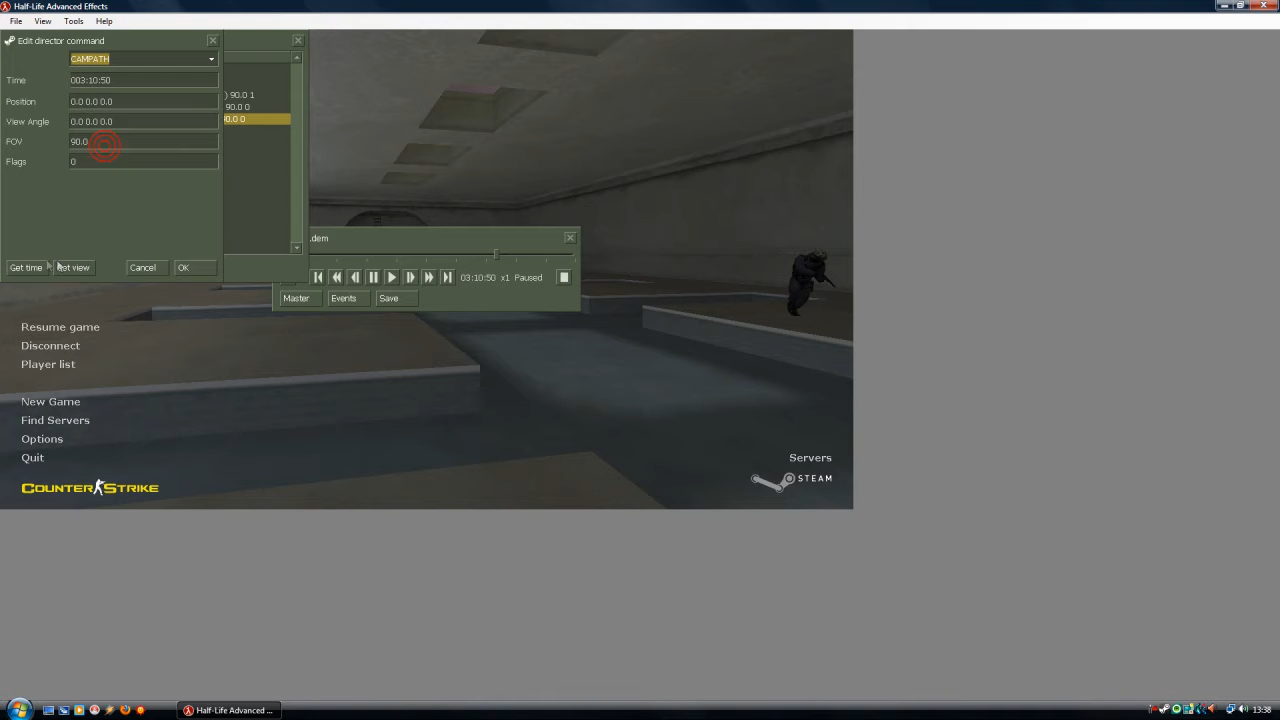 Half-Life Advanced Effects
File View Tools Help
Edit director command
CAMPATH
Time 003:10:50
) 90.0 1
Position 0.0 0.0 0.0
90.0 0
90.0 0
View Angle 0.0 0.0 0.0
FOV 90.0
Flags 0
.dem
Get time view Cancel OK
03:10:50 x1 Paused
Master Events Save
Resume game
Disconnect
Player list
New Game
Find Servers
Options
Quit
Servers
COUNTER STRIKE
STEAM
Half-Life Advanced ...
13:38